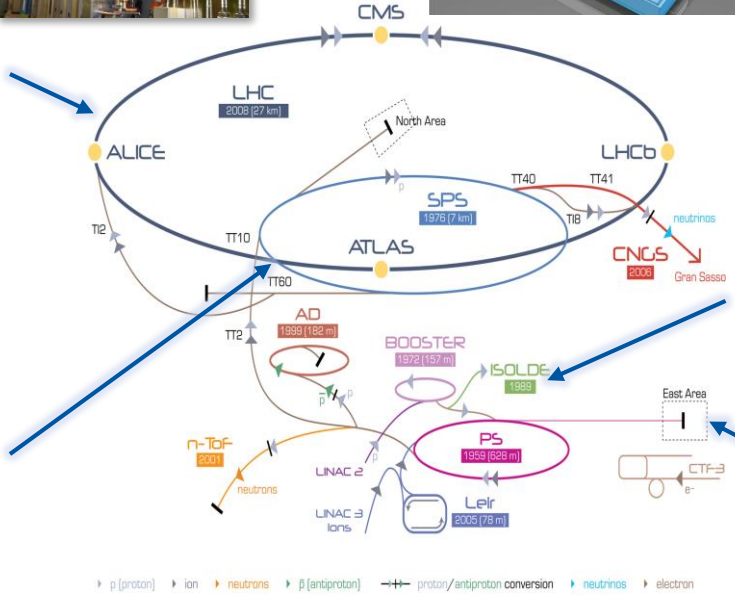 CMS
LHC
2008 (27 km)
North Area
ALICE
LHCb
TT40
TT41
SPS
1976 (7 km)
p
TI8
neutrinos
TI2
TT10
ATLAS
CNGS
2006
Gran Sasso
TT60
AD
1999 (182 m)
TT2
BOOSTER
1972 (157 m)
ISOLDE
1989
p
p̅
East Area
n-ToF
2001
LINAC 2
p
PS
1959 (628 m)
CTF-3
e-
neutrons
LINAC 3
Ions
Leir
2005 (78 m)
p (proton) ion neutrons p̅ (antiproton) proton/antiproton conversion neutrinos electron